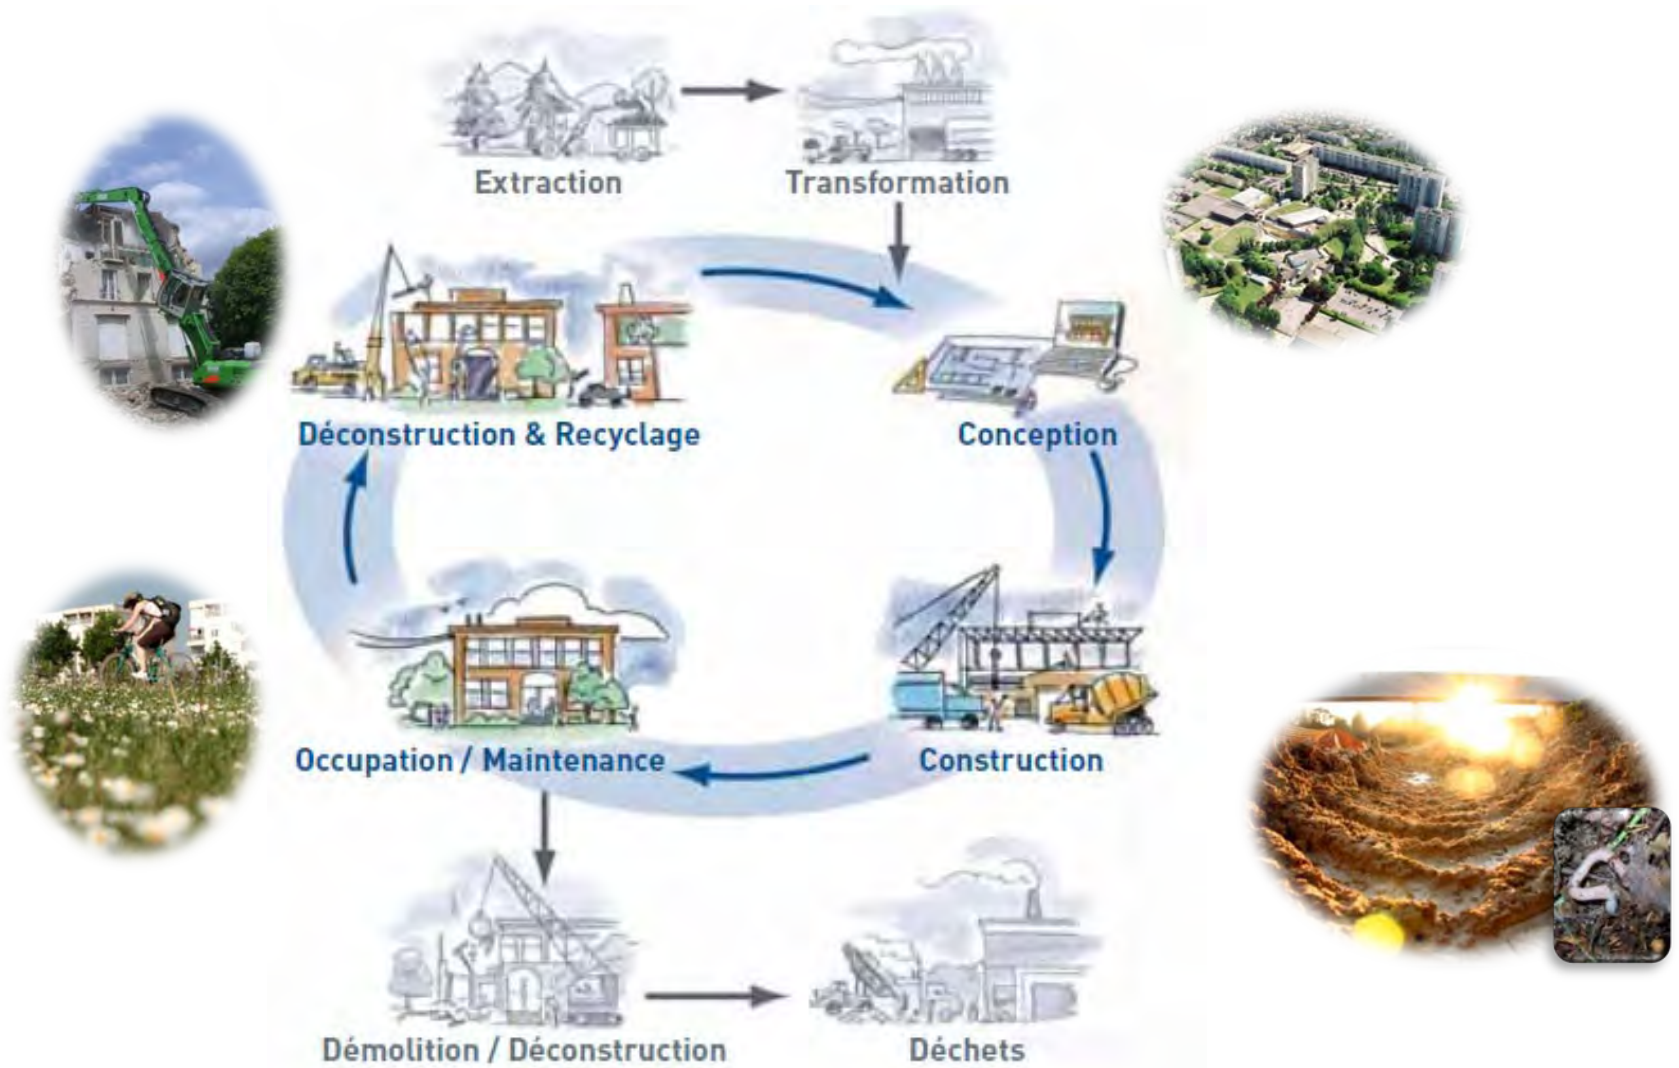 Extraction
Transformation
Déconstruction & Recyclage
Conception
Occupation / Maintenance
Construction
Démolition / Déconstruction
Déchets